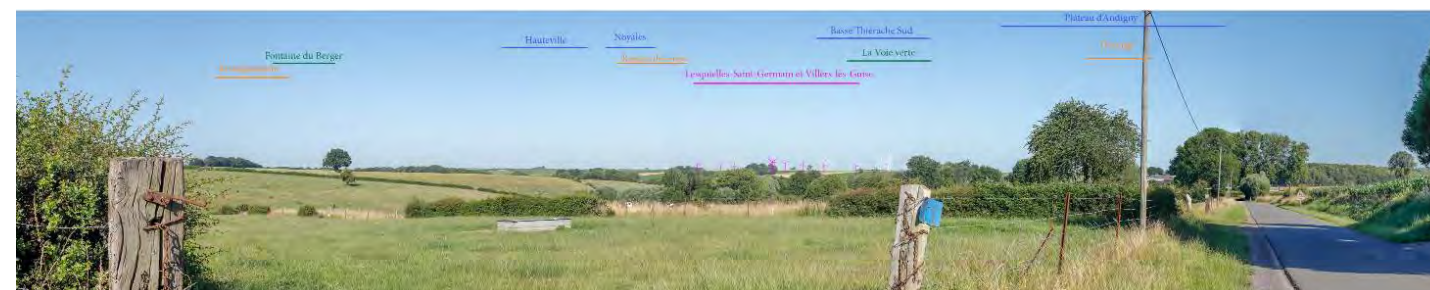 Plateau d'Andigny
Basse Thiérache Sud
Hauteville
Noyales
La Voie verte
Fontaine du Berger
Lesquielles-Saint-Germain et Villers-lès-Guise